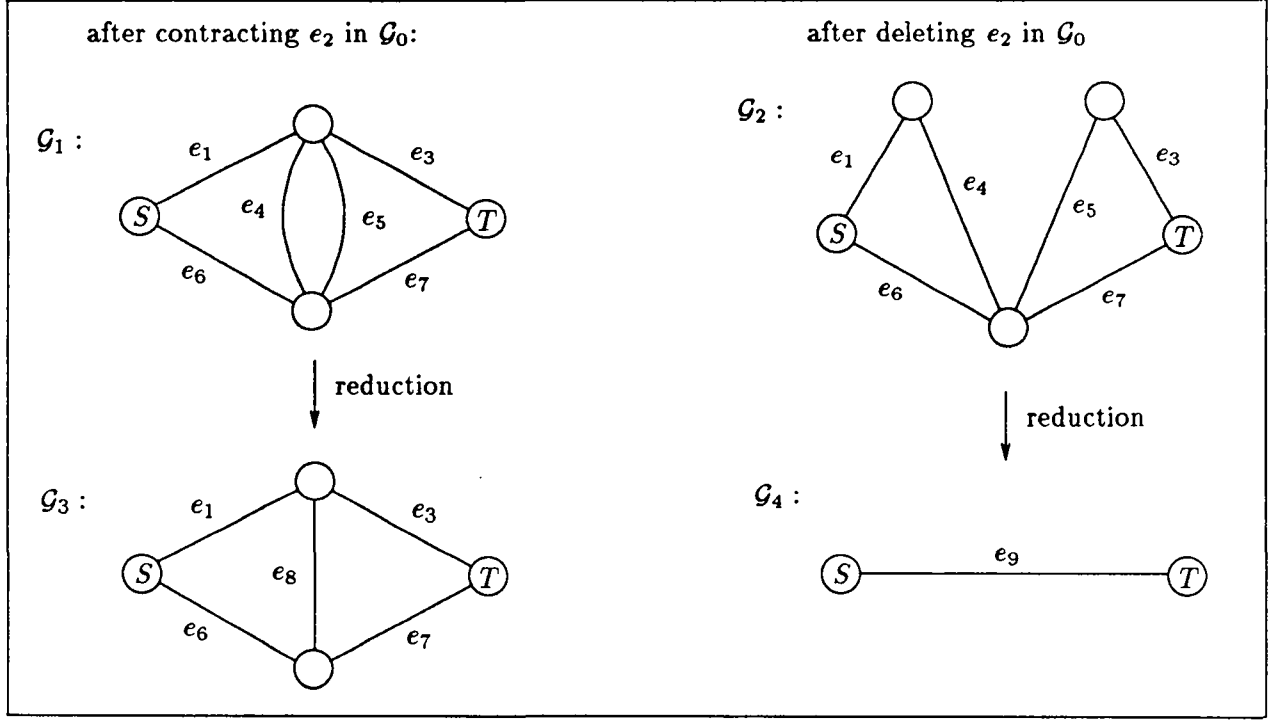 after contracting e₂ in 𝒢₀:
𝒢₁ :
e₁
e₃
S
e₄
e₅
T
e₆
e₇
reduction
𝒢₃ :
e₁
e₃
S
e₈
T
e₆
e₇
after deleting e₂ in 𝒢₀
𝒢₂ :
e₁
e₃
e₄
e₅
S
T
e₆
e₇
reduction
𝒢₄ :
e₉
S
T